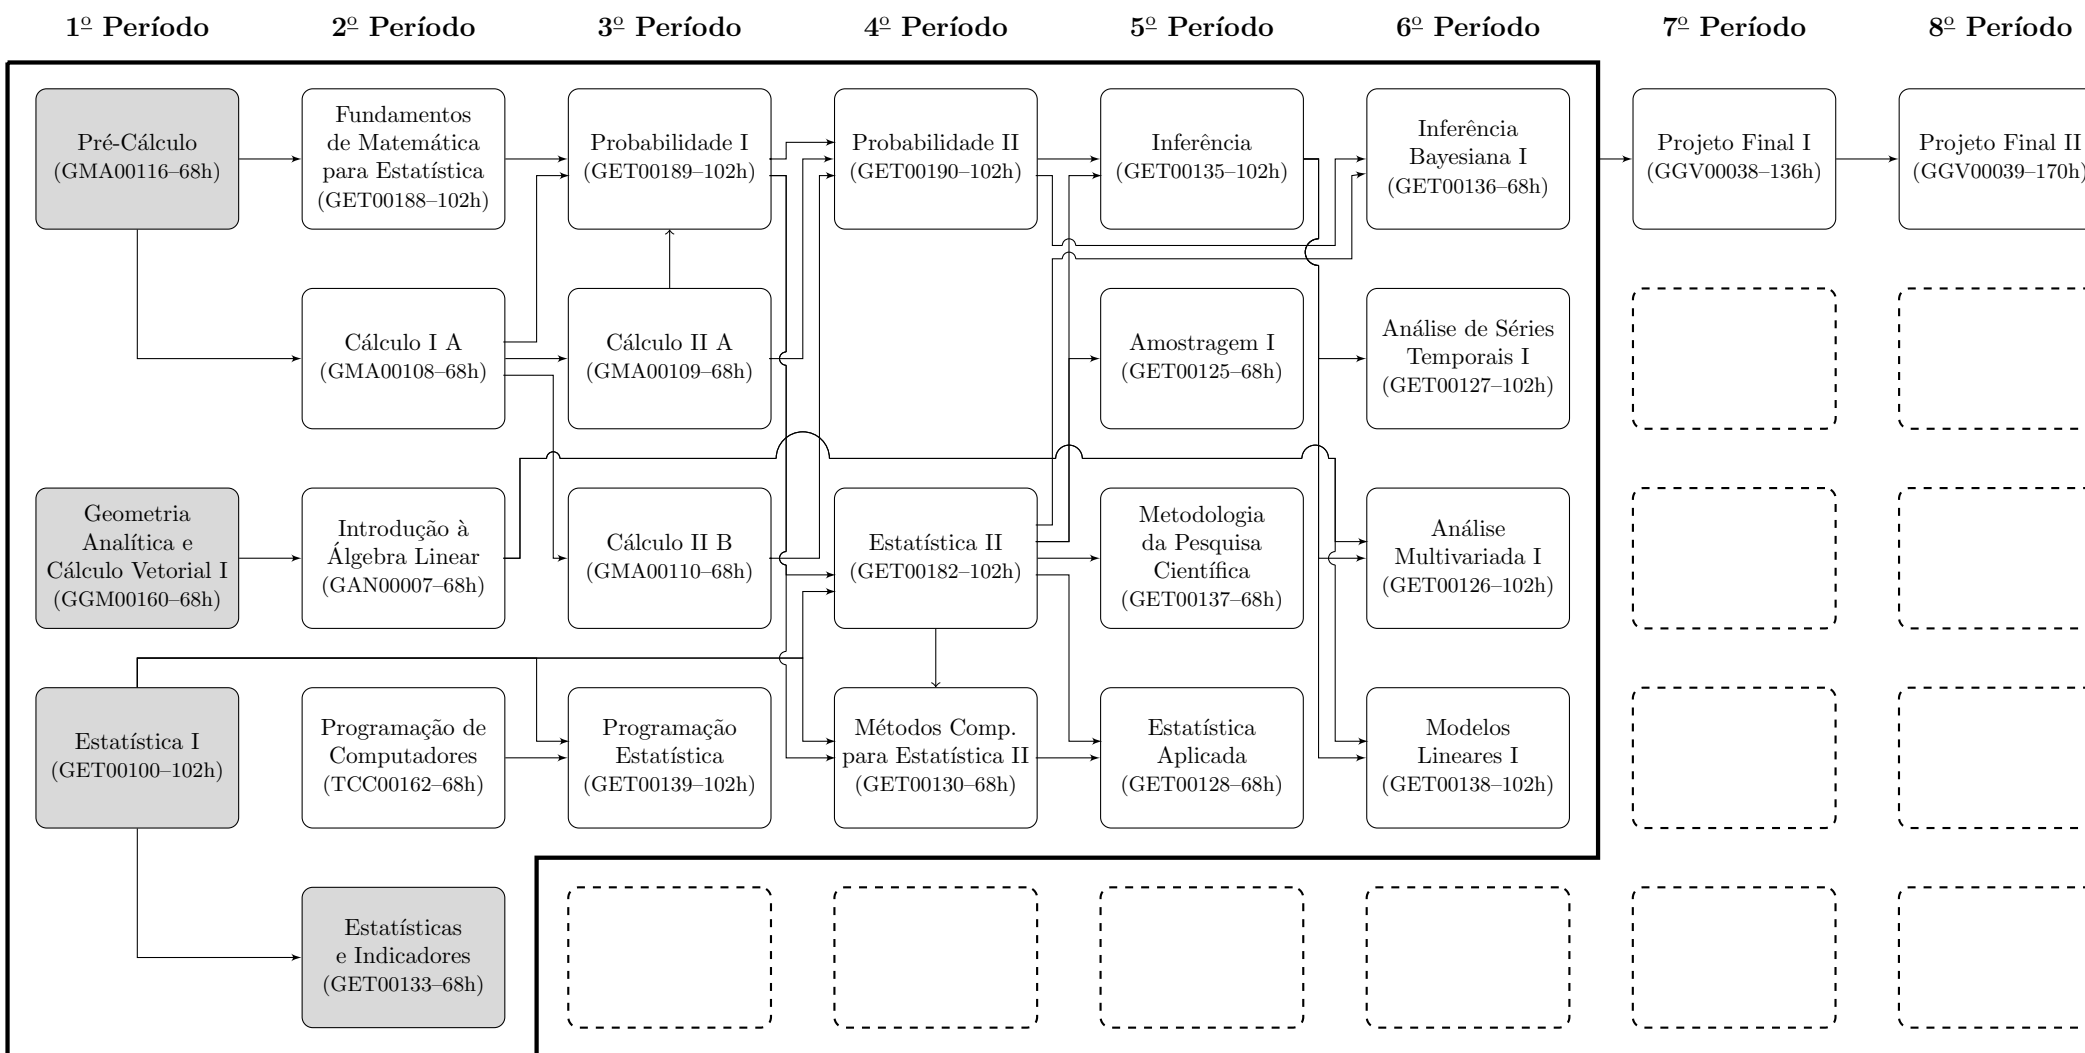 1º Período
2º Período
3º Período
4º Período
5º Período
6º Período
7º Período
8º Período
Pré-Cálculo
(GMA00116–68h)
Fundamentos
de Matemática
para Estatística
(GET00188–102h)
Probabilidade I
(GET00189–102h)
Probabilidade II
(GET00190–102h)
Inferência
(GET00135–102h)
Inferência
Bayesiana I
(GET00136–68h)
Projeto Final I
(GGV00038–136h)
Projeto Final II
(GGV00039–170h)
Cálculo I A
(GMA00108–68h)
Cálculo II A
(GMA00109–68h)
Amostragem I
(GET00125–68h)
Análise de Séries
Temporais I
(GET00127–102h)
Geometria
Analítica e
Cálculo Vetorial I
(GGM00160–68h)
Introdução à
Álgebra Linear
(GAN00007–68h)
Cálculo II B
(GMA00110–68h)
Estatística II
(GET00182–102h)
Metodologia
da Pesquisa
Científica
(GET00137–68h)
Análise
Multivariada I
(GET00126–102h)
Estatística I
(GET00100–102h)
Programação de
Computadores
(TCC00162–68h)
Programação
Estatística
(GET00139–102h)
Métodos Comp.
para Estatística II
(GET00130–68h)
Estatística
Aplicada
(GET00128–68h)
Modelos
Lineares I
(GET00138–102h)
Estatísticas
e Indicadores
(GET00133–68h)